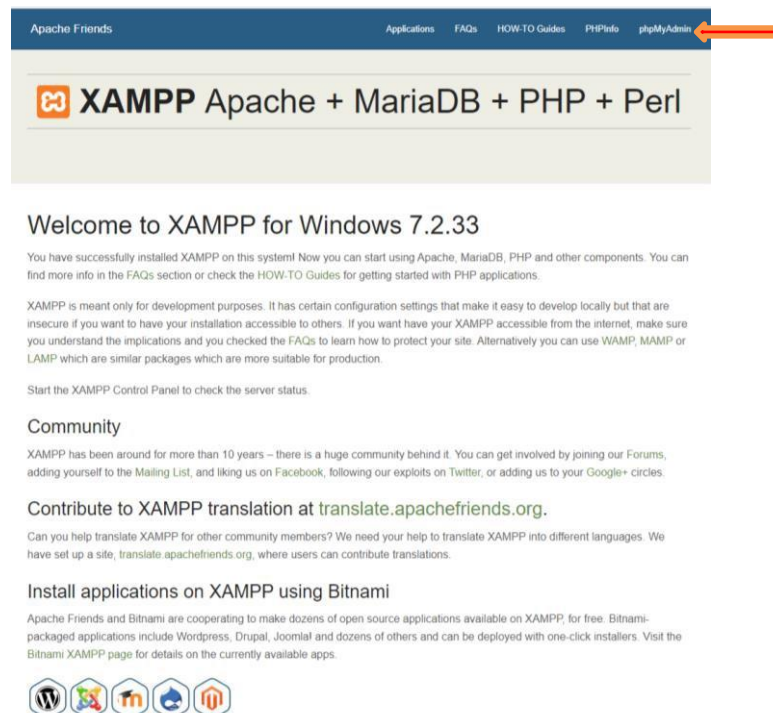 Apache Friends Applications FAQs HOW-TO Guides PHPInfo phpMyAdmin
XAMPP Apache + MariaDB + PHP + Perl
Welcome to XAMPP for Windows 7.2.33
You have successfully installed XAMPP on this system! Now you can start using Apache, MariaDB, PHP and other components. You can
find more info in the FAQs section or check the HOW-TO Guides for getting started with PHP applications.
XAMPP is meant only for development purposes. It has certain configuration settings that make it easy to develop locally but that are
insecure if you want to have your installation accessible to others. If you want have your XAMPP accessible from the internet, make sure
you understand the implications and you checked the FAQs to learn how to protect your site. Alternatively you can use WAMP, MAMP or
LAMP which are similar packages which are more suitable for production.
Start the XAMPP Control Panel to check the server status.
Community
XAMPP has been around for more than 10 years – there is a huge community behind it. You can get involved by joining our Forums,
adding yourself to the Mailing List, and liking us on Facebook, following our exploits on Twitter, or adding us to your Google+ circles.
Contribute to XAMPP translation at translate.apachefriends.org.
Can you help translate XAMPP for other community members? We need your help to translate XAMPP into different languages. We
have set up a site, translate.apachefriends.org, where users can contribute translations.
Install applications on XAMPP using Bitnami
Apache Friends and Bitnami are cooperating to make dozens of open source applications available on XAMPP, for free. Bitnami-
packaged applications include Wordpress, Drupal, Joomla! and dozens of others and can be deployed with one-click installers. Visit the
Bitnami XAMPP page for details on the currently available apps.